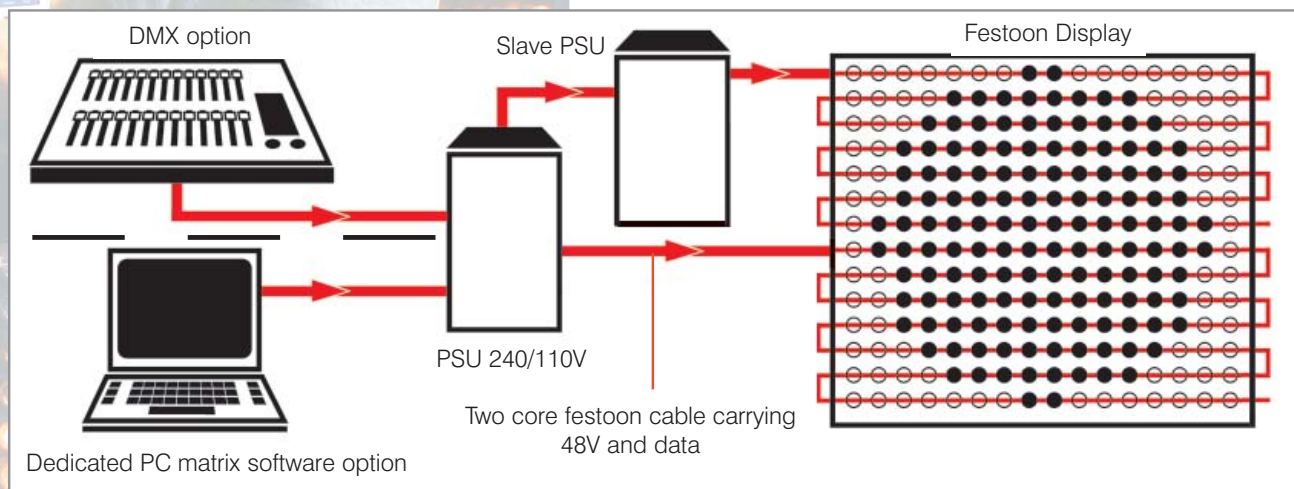 DMX option
Slave PSU
Festoon Display
PSU 240/110V
Two core festoon cable carrying
48V and data
Dedicated PC matrix software option